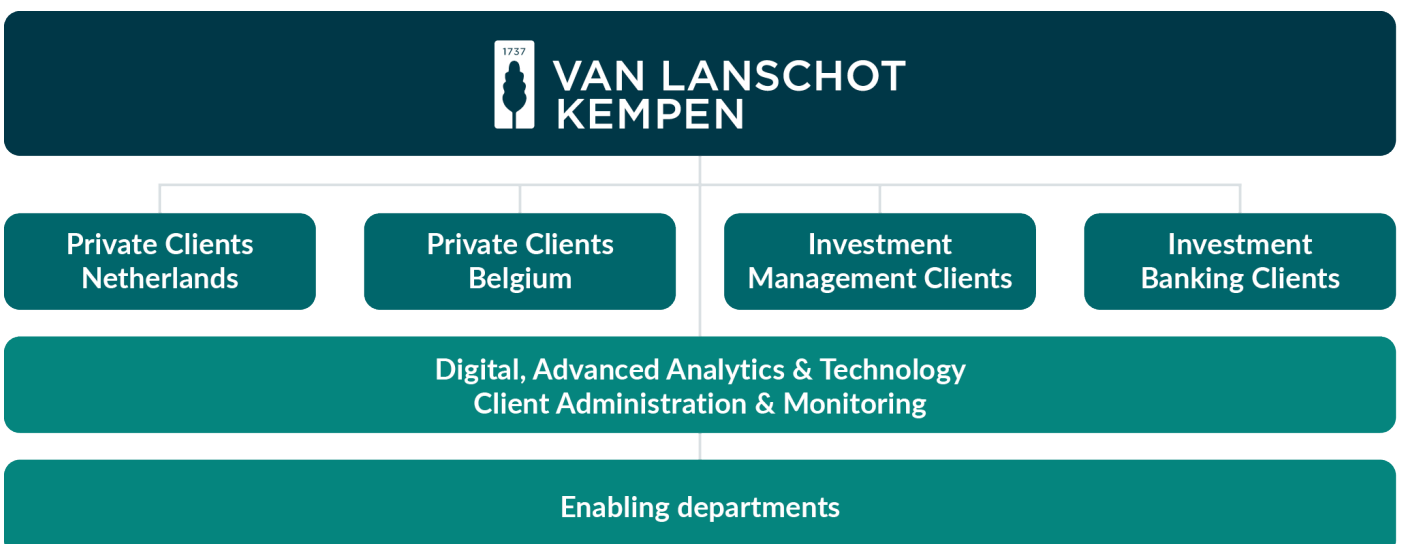 1737
VAN LANSCHOT
KEMPEN
Private Clients
Netherlands
Private Clients
Belgium
Investment
Management Clients
Investment
Banking Clients
Digital, Advanced Analytics & Technology
Client Administration & Monitoring
Enabling departments